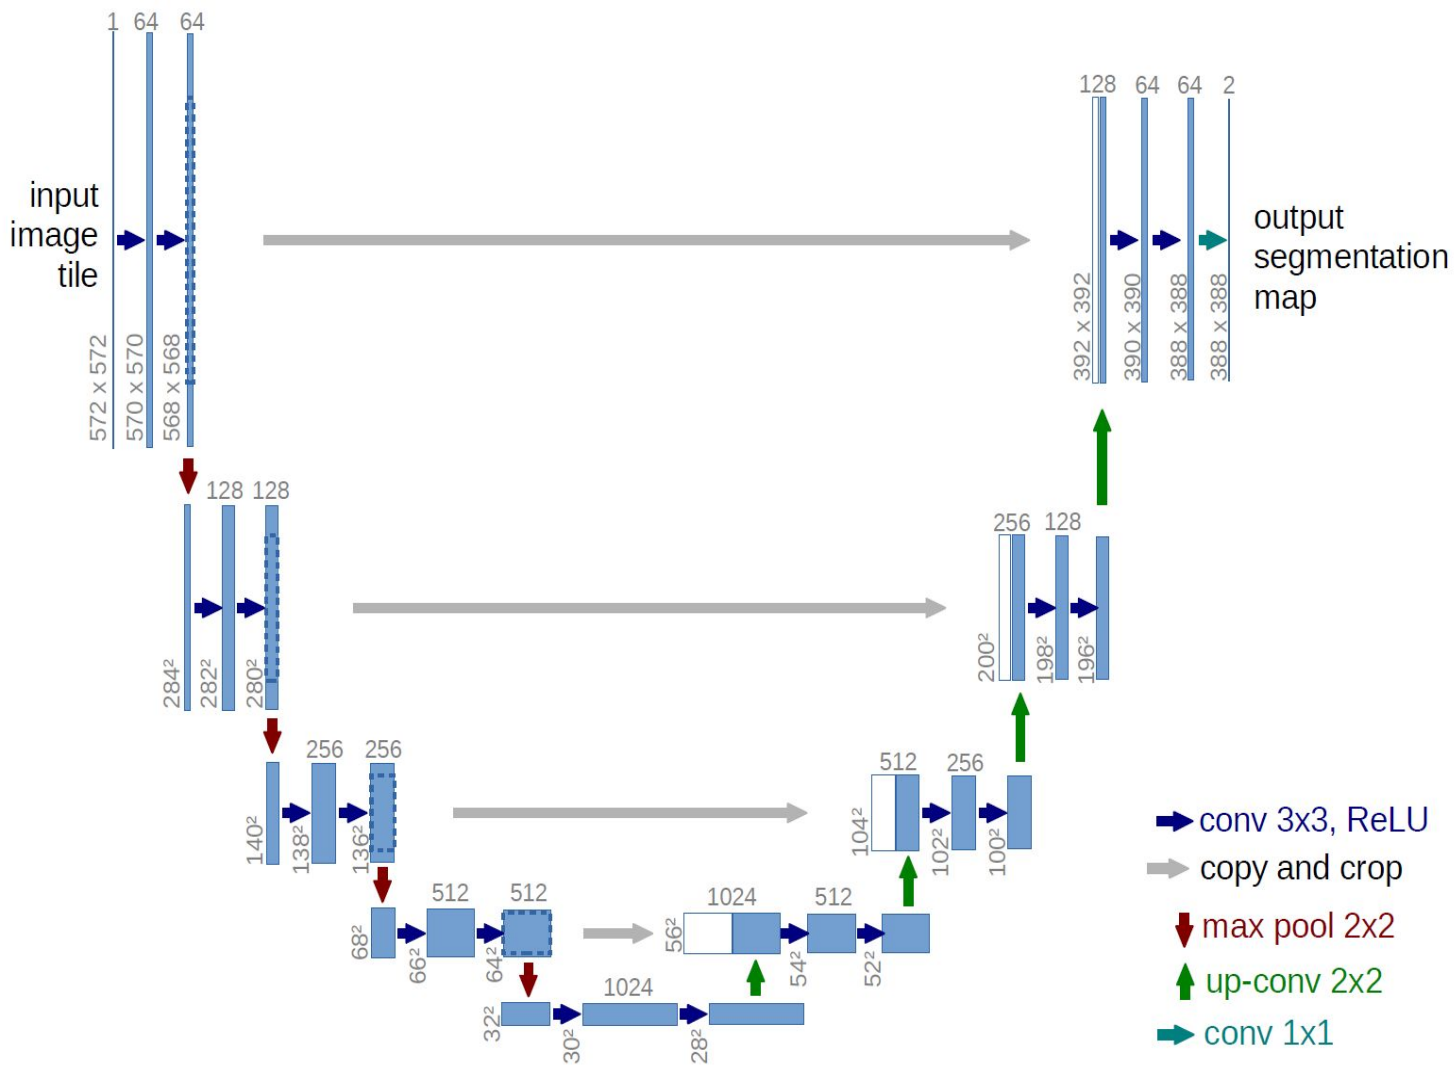 1 64 64
input
image
tile
572 x 572
570 x 570
568 x 568
128 64 64 2
392 x 392
390 x 390
388 x 388
388 x 388
output
segmentation
map
128 128
284²
282²
280²
256 128
200²
198²
196²
256 256
140²
138²
136²
512 256
104²
102²
100²
512 512
68²
66²
64²
1024 512
56²
54²
52²
1024
32²
30²
28²
conv 3x3, ReLU
copy and crop
max pool 2x2
up-conv 2x2
conv 1x1